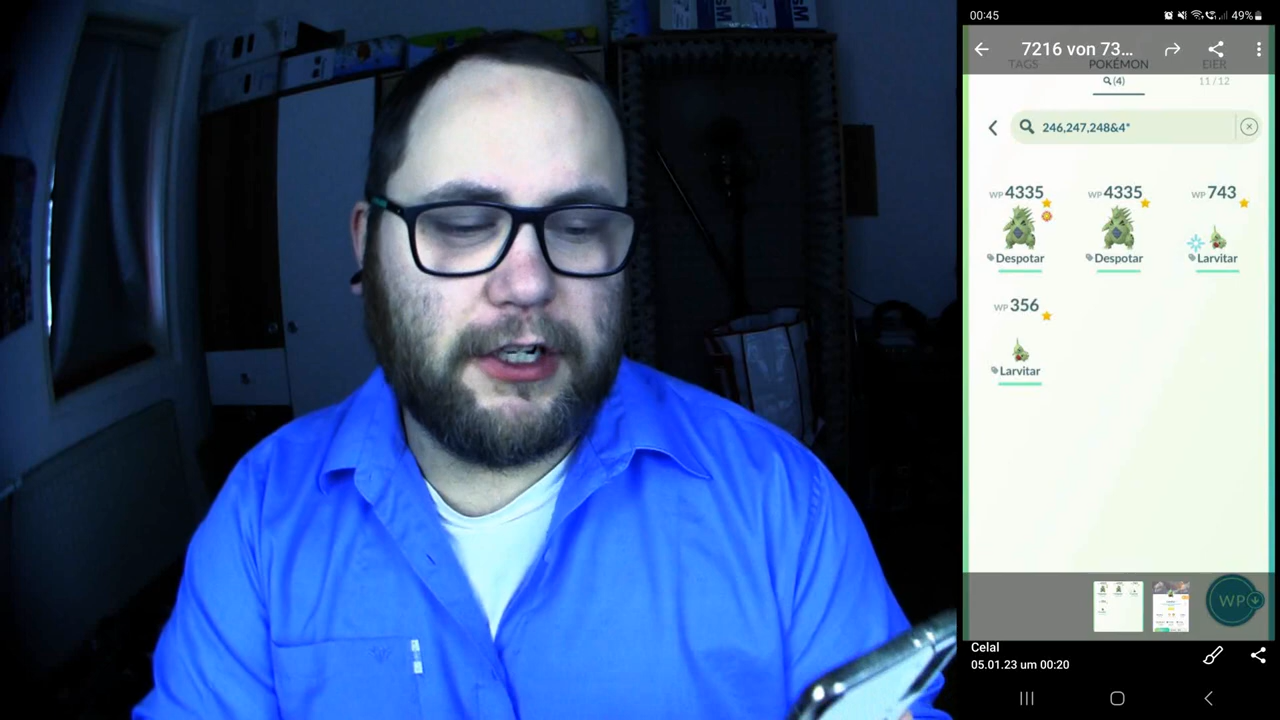 00:45
49%
7216 von 73...
TAGS
POKÉMON
EIER
(4)
11/12
246,247,248&4*
WP 4335
WP 4335
WP 743
Despotar
Despotar
Larvitar
WP 356
Larvitar
WP
Celal
05.01.23 um 00:20